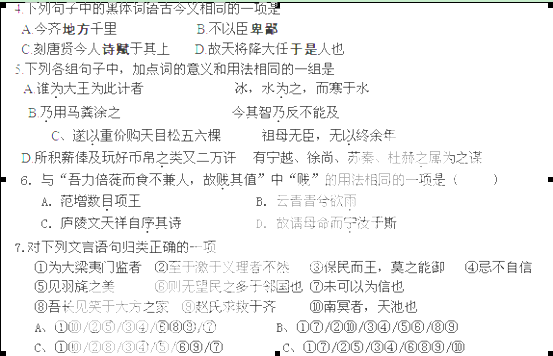 4.下列句子中的黑体词语古今义相同的一项是
A.今齐地方千里 B.不以臣卑鄙
C.刻唐贤今人诗赋于其上 D.故天将降大任于是人也
5.下列各组句子中，加点词的意义和用法相同的一组是
A.谁为大王为此计者 冰，水为之，而寒于水
B.乃用马粪涂之 今其智乃反不能及
C、遂以重价购天目松五六棵 祖母无臣，无以终余年
D.所积薪俸及玩好币帛之类又二万许 有宁越、徐尚、苏秦、杜赫之属为之谋
6．与“吾力倍蓰而食不兼人，故贱其值”中“贱”的用法相同的一项是（ ）
A．范增数目项王 B．云青青兮欲雨
C．庐陵文天祥自序其诗 D．故请母命而宁汝于斯
7.对下列文言语句归类正确的一项
①为大梁夷门监者 ②至于激于义理者不然 ③保民而王，莫之能御 ④忌不自信
⑤见羽旄之美 ⑥则无望民之多于邻国也 ⑦未可以为信也
⑧吾长见笑于大方之家 ⑨赵氏求救于齐 ⑩南冥者，天池也
A、①⑩/②⑤/③④/⑤⑧⑨/⑦ B、①⑦/②⑩/③④/⑤⑥/⑧⑨
C、①⑩/②⑧/③④/⑤/⑥⑨/⑦ C、①⑦/②⑤/③④/⑥⑧⑨/⑩